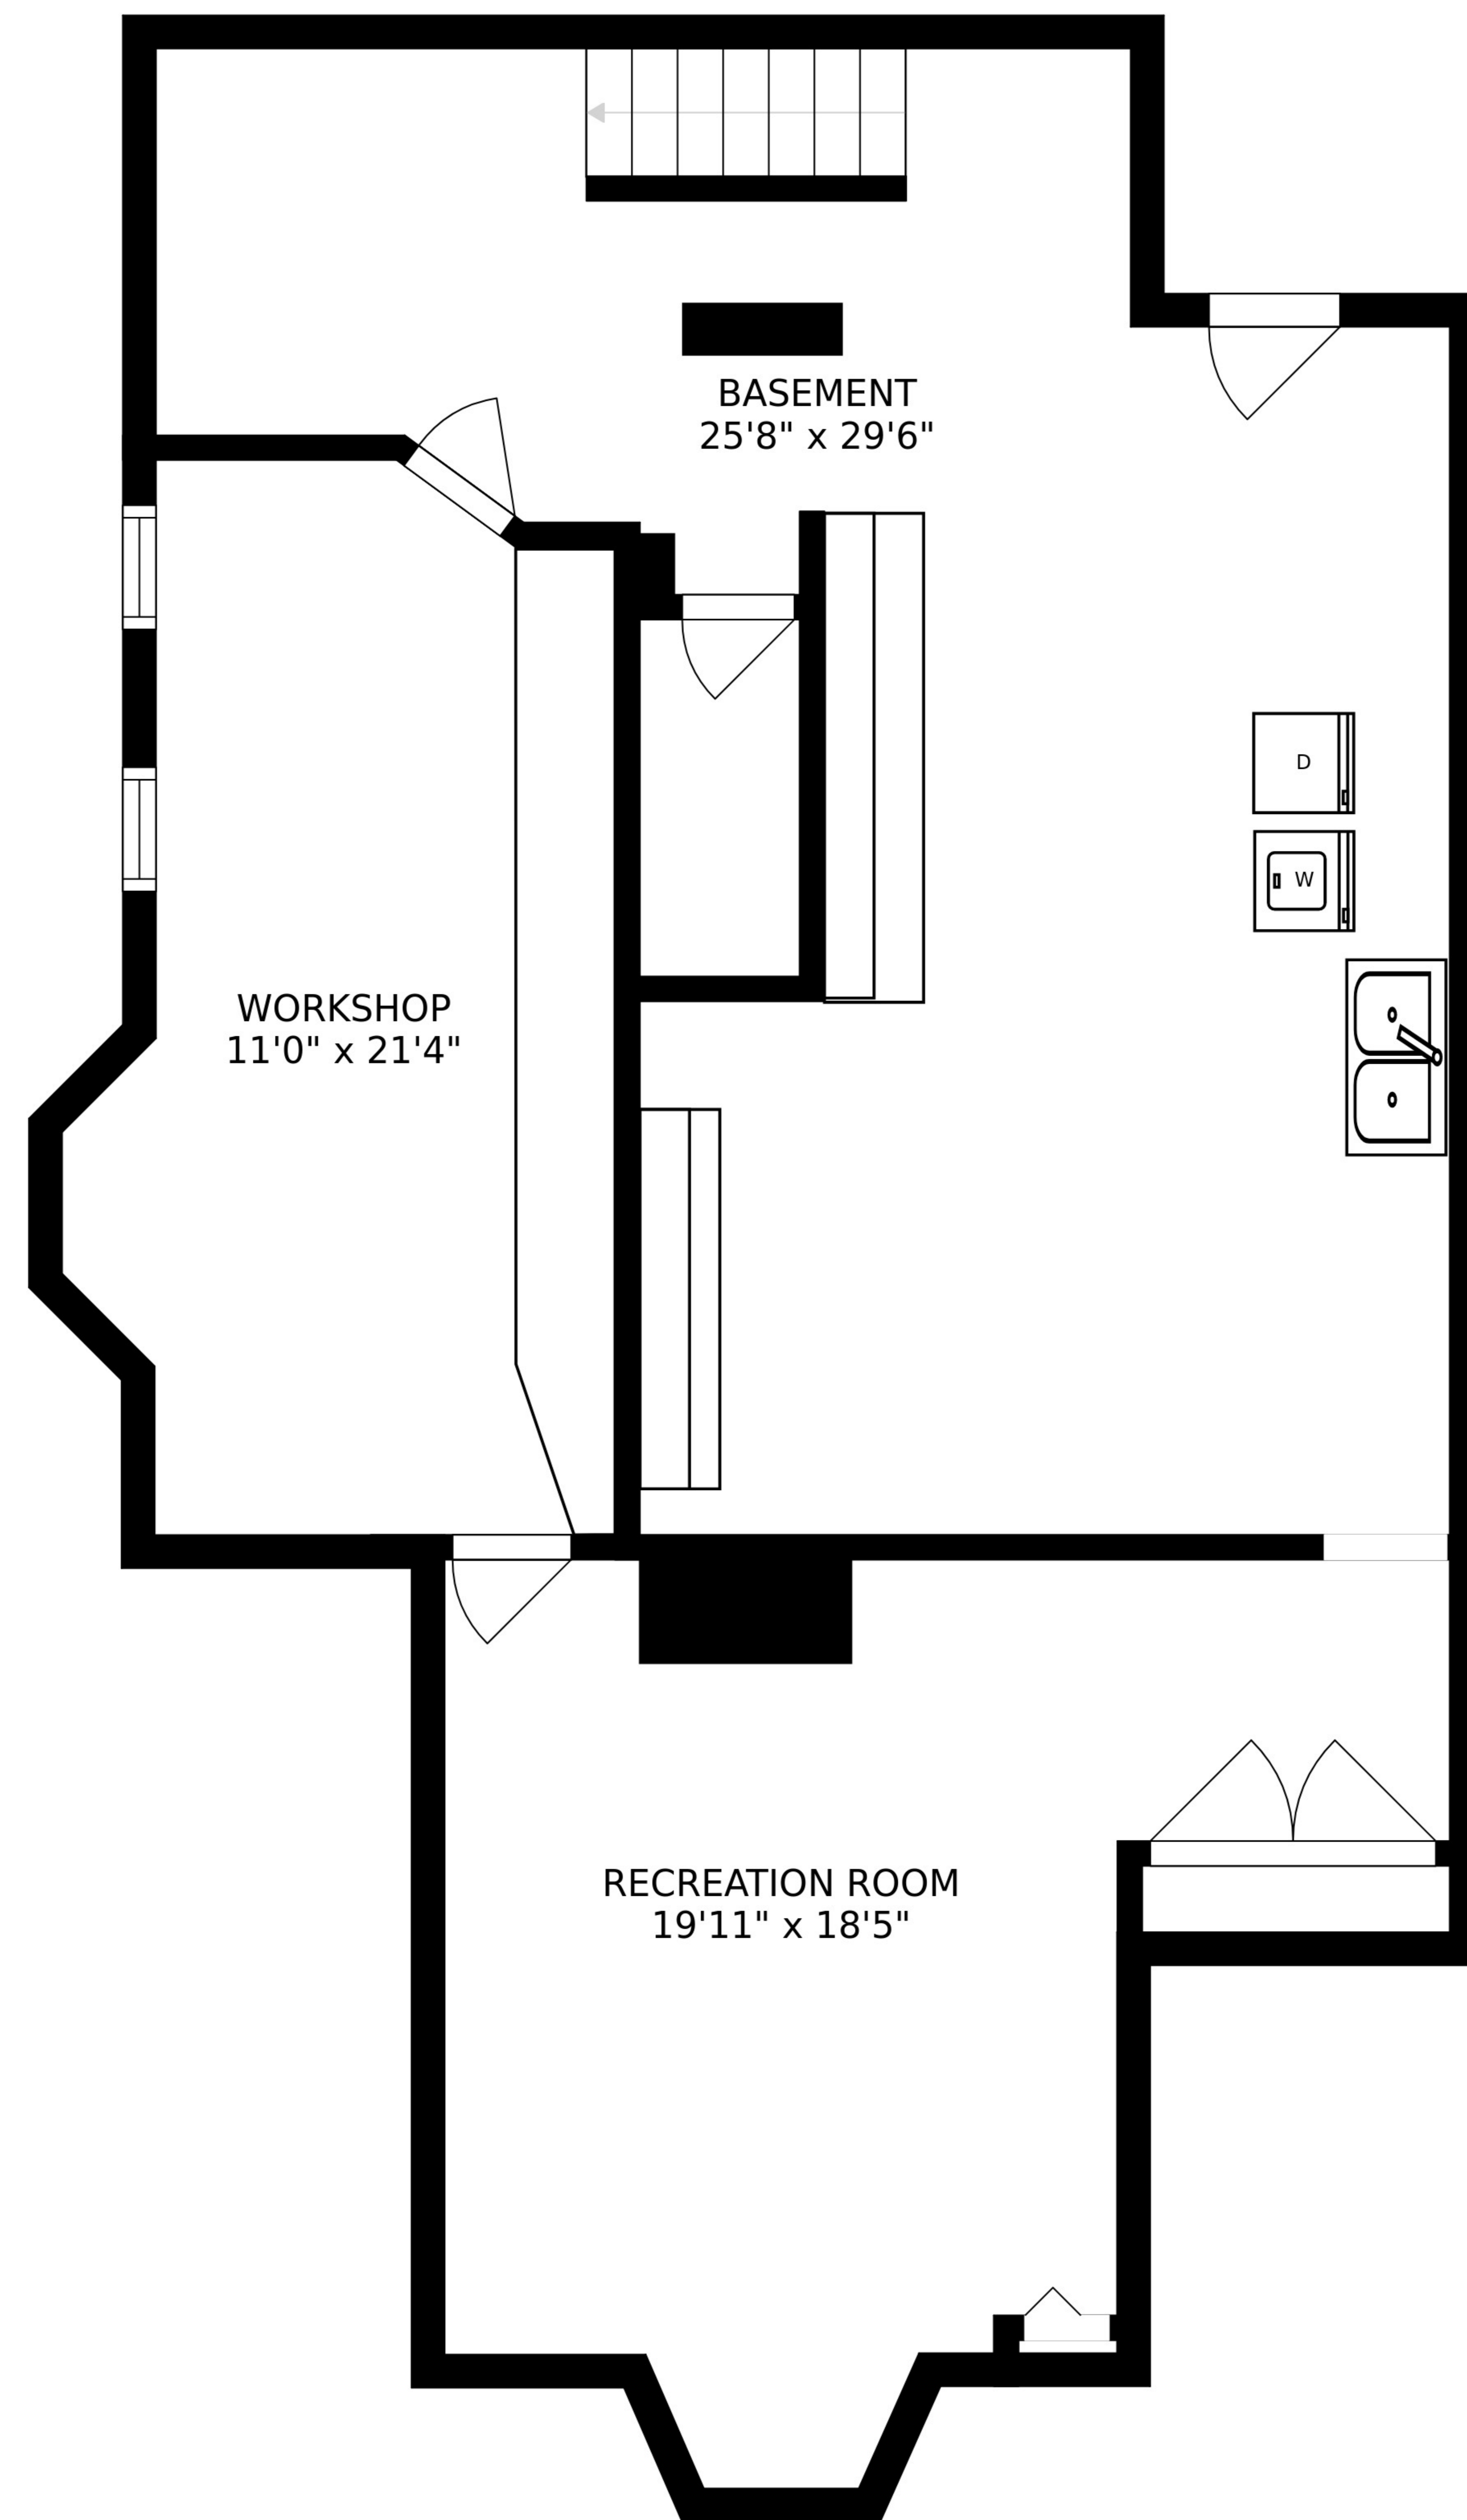 BASEMENT
25'8" x 29'6"
D
W
WORKSHOP
11'0" x 21'4"
RECREATION ROOM
19'11" x 18'5"